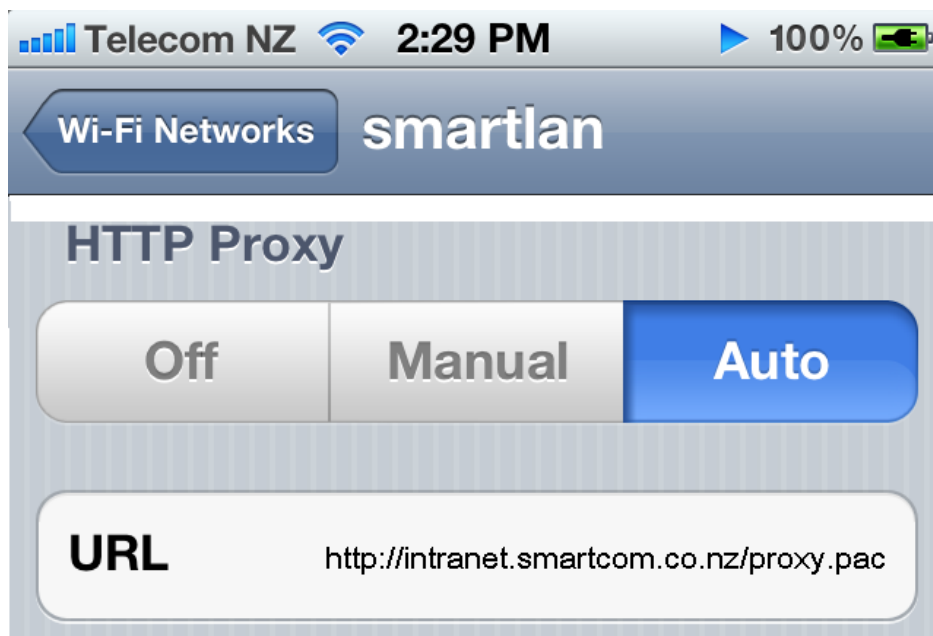 Telecom NZ 2:29 PM 100%
Wi-Fi Networks smartlan
HTTP Proxy
Off Manual Auto
URL http://intranet.smartcom.co.nz/proxy.pac